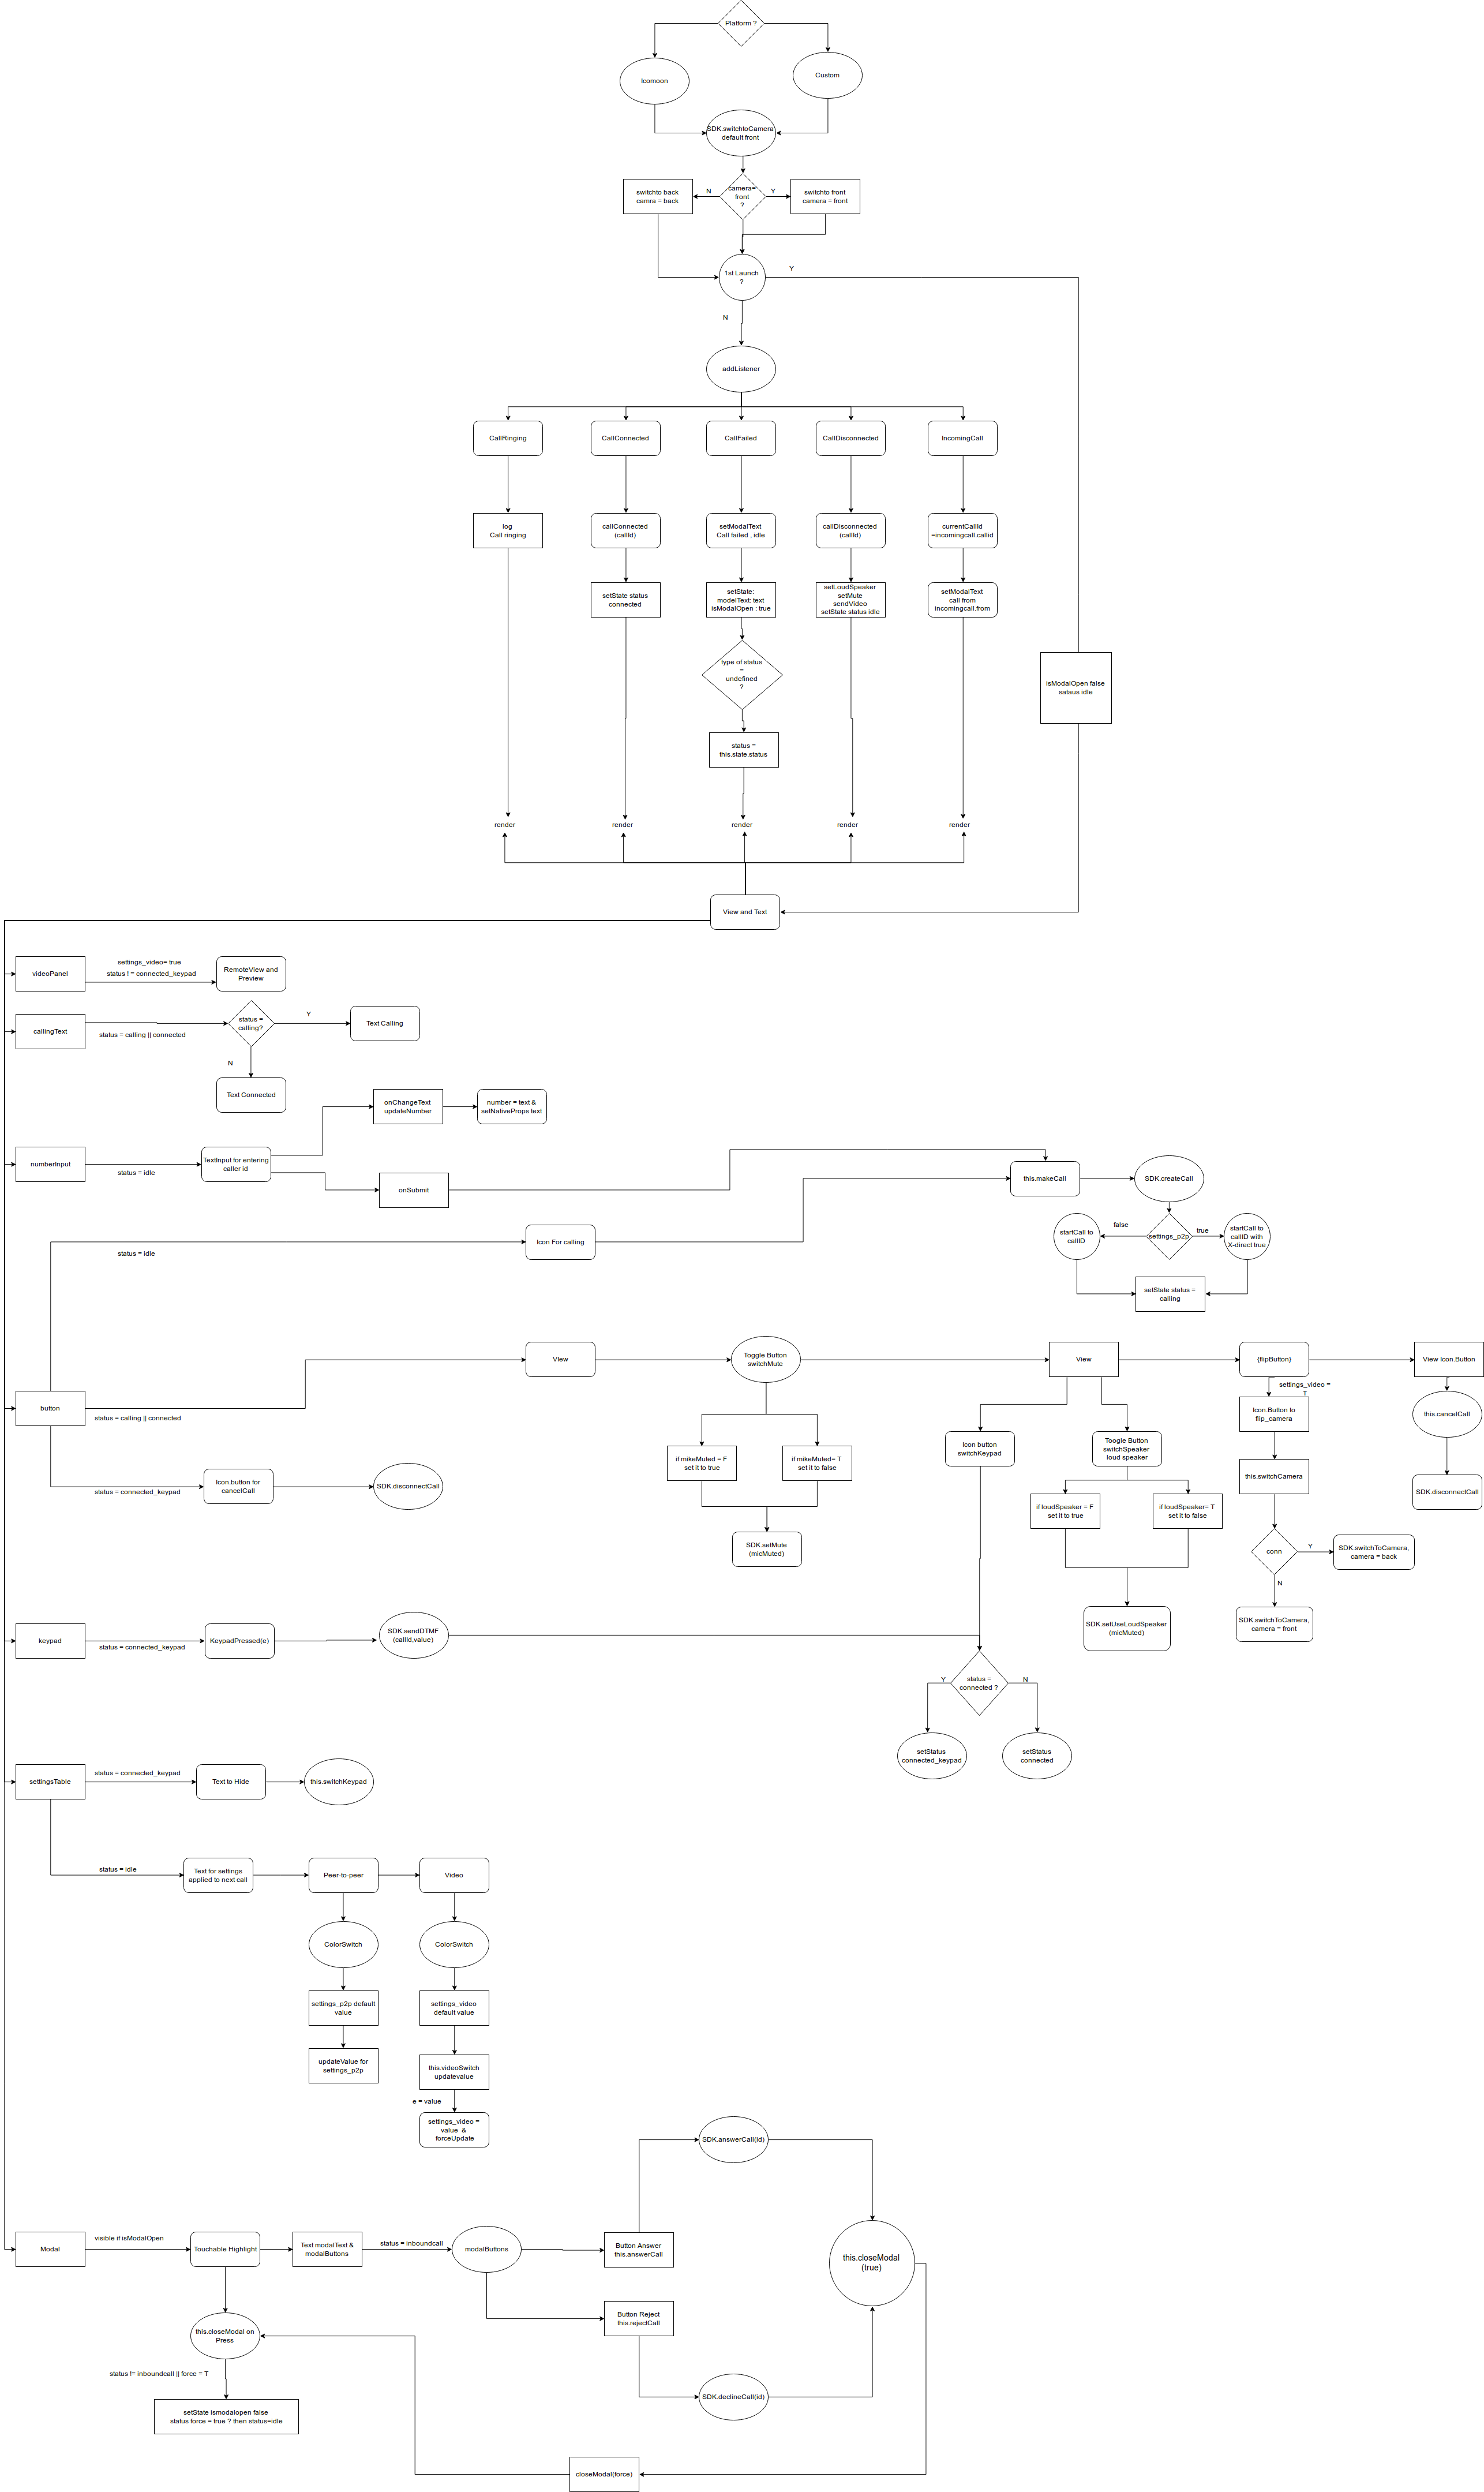 Platform ?
Icomoon
Custom
SDK.switchtoCamera
default front
switchto back
camra = back
N
camera=
front
?
Y
switchto front
camera = front
1st Launch
?
Y
N
addListener
CallRinging
CallConnected
CallFailed
CallDisconnected
IncomingCall
log
Call ringing
callConnected
(callId)
setModalText
Call failed , idle
callDisconnected
(callId)
currentCallId
=incomingcall.callid
setState status
connected
setState:
modelText: text
isModalOpen : true
setLoudSpeaker
setMute
sendVideo
setState status idle
setModalText
call from
incomingcall.from
type of status
=
undefined
?
isModalOpen false
sataus idle
status =
this.state.status
render
render
render
render
render
View and Text
videoPanel
settings_video= true
status ! = connected_keypad
RemoteView and
Preview
callingText
status = calling || connected
status =
calling?
Y
Text Calling
N
Text Connected
onChangeText
updateNumber
number = text &
setNativeProps text
numberInput
status = idle
TextInput for entering
caller id
onSubmit
this.makeCall
SDK.createCall
startCall to
callID
false
settings_p2p
true
startCall to
callID with
X-direct true
setState status =
calling
status = idle
Icon For calling
button
status = calling || connected
VIew
Toggle Button
switchMute
View
{flipButton}
View Icon.Button
settings_video =
T
Icon.Button to
flip_camera
this.cancelCall
if mikeMuted = F
set it to true
if mikeMuted= T
set it to false
Icon button
switchKeypad
Toogle Button
switchSpeaker
loud speaker
this.switchCamera
status = connected_keypad
Icon.button for
cancelCall
SDK.disconnectCall
SDK.disconnectCall
if loudSpeaker = F
set it to true
if loudSpeaker= T
set it to false
SDK.setMute
(micMuted)
conn
Y
SDK.switchToCamera,
camera = back
N
SDK.switchToCamera,
camera = front
SDK.setUseLoudSpeaker
(micMuted)
keypad
status = connected_keypad
KeypadPressed(e)
SDK.sendDTMF
(callId,value)
Y
status =
connected ?
N
setStatus
connected_keypad
setStatus
connected
settingsTable
status = connected_keypad
Text to Hide
this.switchKeypad
status = idle
Text for settings
applied to next call
Peer-to-peer
Video
ColorSwitch
ColorSwitch
settings_p2p default
value
settings_video
default value
updateValue for
settings_p2p
this.videoSwitch
updatevalue
e = value
settings_video =
value  &
forceUpdate
SDK.answerCall(id)
Modal
visible if isModalOpen
Touchable Highlight
Text modalText &
modalButtons
status = inboundcall
modalButtons
Button Answer
this.answerCall
this.closeModal
(true)
Button Reject
this.rejectCall
this.closeModal on
Press
status != inboundcall || force = T
SDK.declineCall(id)
setState ismodalopen false
status force = true ? then status=idle
closeModal(force)